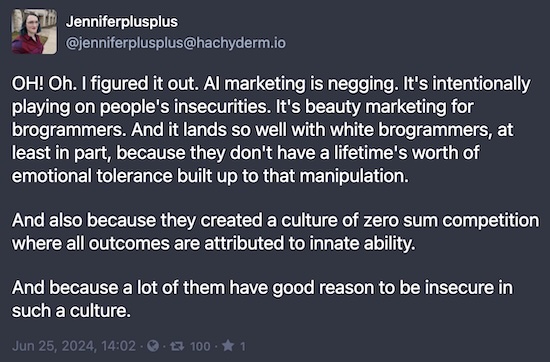 Jenniferplusplus
@jenniferplusplus@hachyderm.io
OH! Oh. I figured it out. AI marketing is negging. It's intentionally
playing on people's insecurities. It's beauty marketing for
brogrammers. And it lands so well with white brogrammers, at
least in part, because they don't have a lifetime's worth of
emotional tolerance built up to that manipulation.
And also because they created a culture of zero sum competition
where all outcomes are attributed to innate ability.
And because a lot of them have good reason to be insecure in
such a culture.
Jun 25, 2024, 14:02 · · 100 · 1